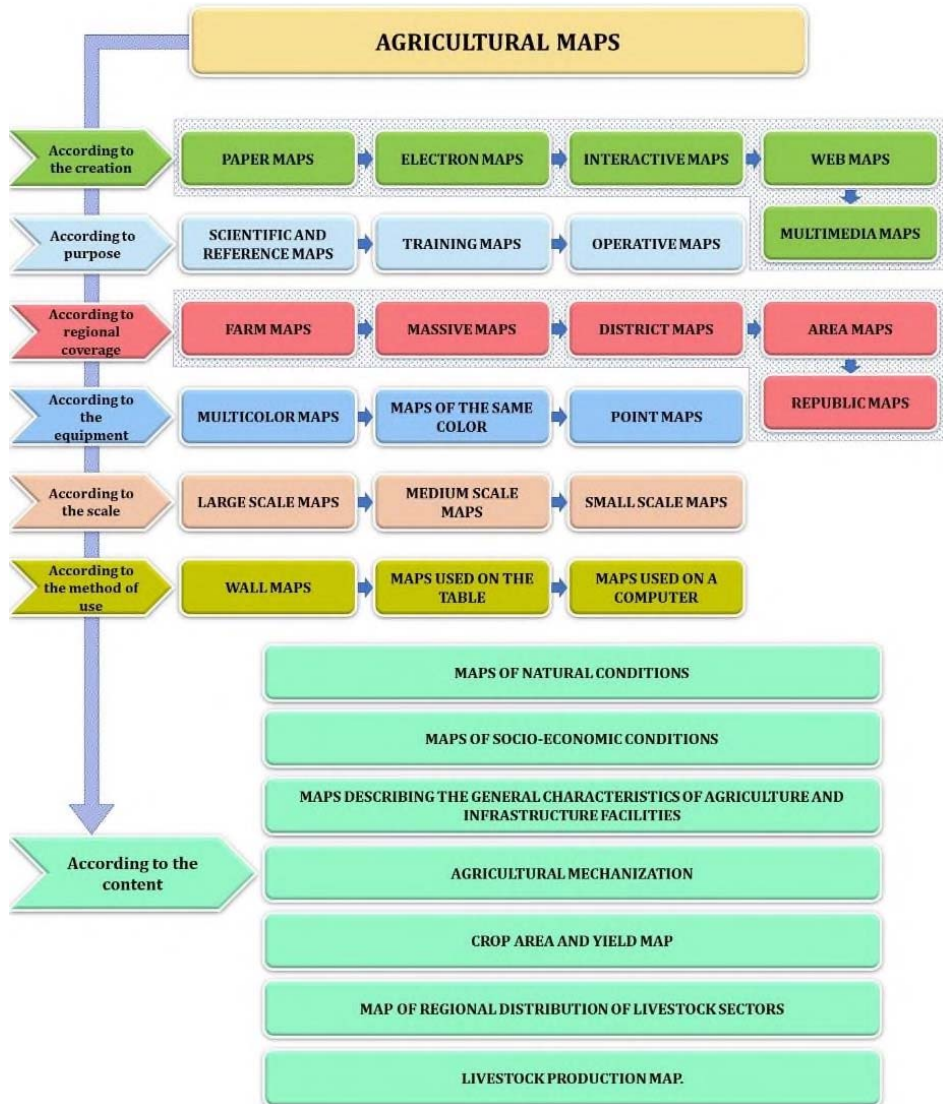 AGRICULTURAL MAPS
According to
the creation
PAPER MAPS
ELECTRON MAPS
INTERACTIVE MAPS
WEB MAPS
MULTIMEDIA MAPS
According to
purpose
SCIENTIFIC AND
REFERENCE MAPS
TRAINING MAPS
OPERATIVE MAPS
According to
regional
coverage
FARM MAPS
MASSIVE MAPS
DISTRICT MAPS
AREA MAPS
REPUBLIC MAPS
According to
the
equipment
MULTICOLOR MAPS
MAPS OF THE SAME
COLOR
POINT MAPS
According to
the scale
LARGE SCALE MAPS
MEDIUM SCALE
MAPS
SMALL SCALE MAPS
According to
the method of
use
WALL MAPS
MAPS USED ON THE
TABLE
MAPS USED ON A
COMPUTER
According to the
content
MAPS OF NATURAL CONDITIONS
MAPS OF SOCIO-ECONOMIC CONDITIONS
MAPS DESCRIBING THE GENERAL CHARACTERISTICS OF AGRICULTURE AND
INFRASTRUCTURE FACILITIES
AGRICULTURAL MECHANIZATION
CROP AREA AND YIELD MAP
MAP OF REGIONAL DISTRIBUTION OF LIVESTOCK SECTORS
LIVESTOCK PRODUCTION MAP.